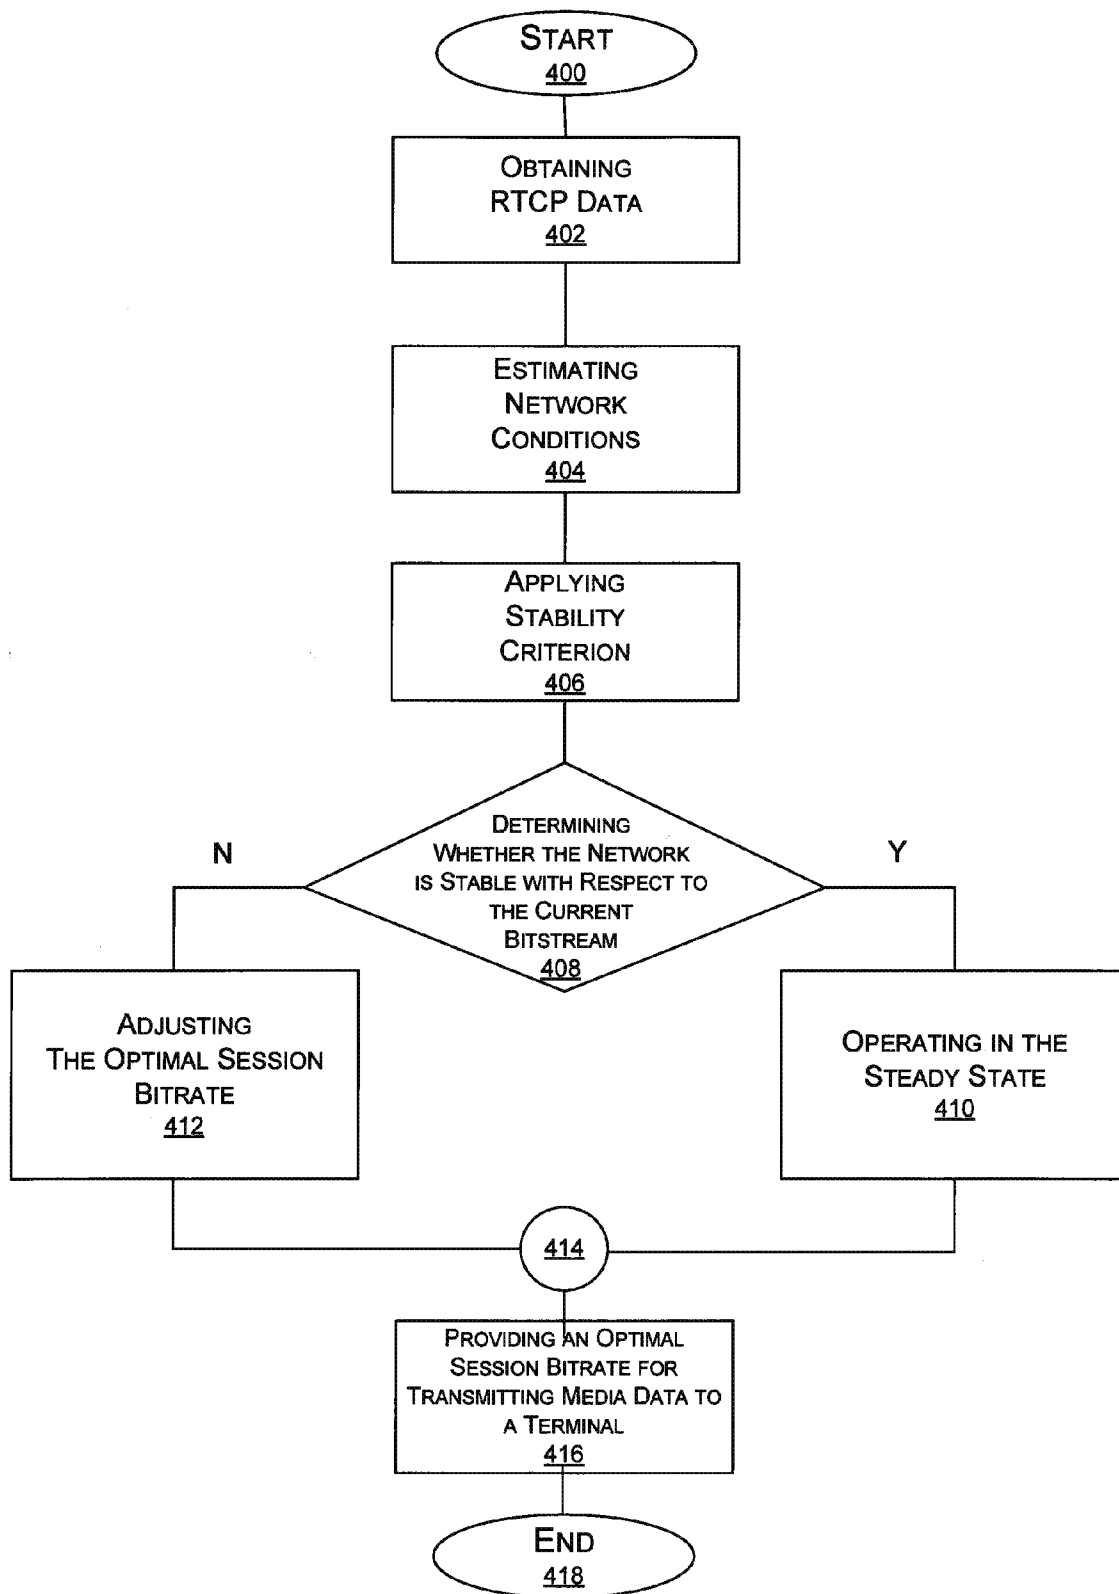 START
400
OBTAINING
RTCP DATA
402
ESTIMATING
NETWORK
CONDITIONS
404
APPLYING
STABILITY
CRITERION
406
DETERMINING
WHETHER THE NETWORK
IS STABLE WITH RESPECT TO
THE CURRENT
BITSTREAM
408
N
Y
ADJUSTING
THE OPTIMAL SESSION
BITRATE
412
OPERATING IN THE
STEADY STATE
410
414
PROVIDING AN OPTIMAL
SESSION BITRATE FOR
TRANSMITTING MEDIA DATA TO
A TERMINAL
416
END
418